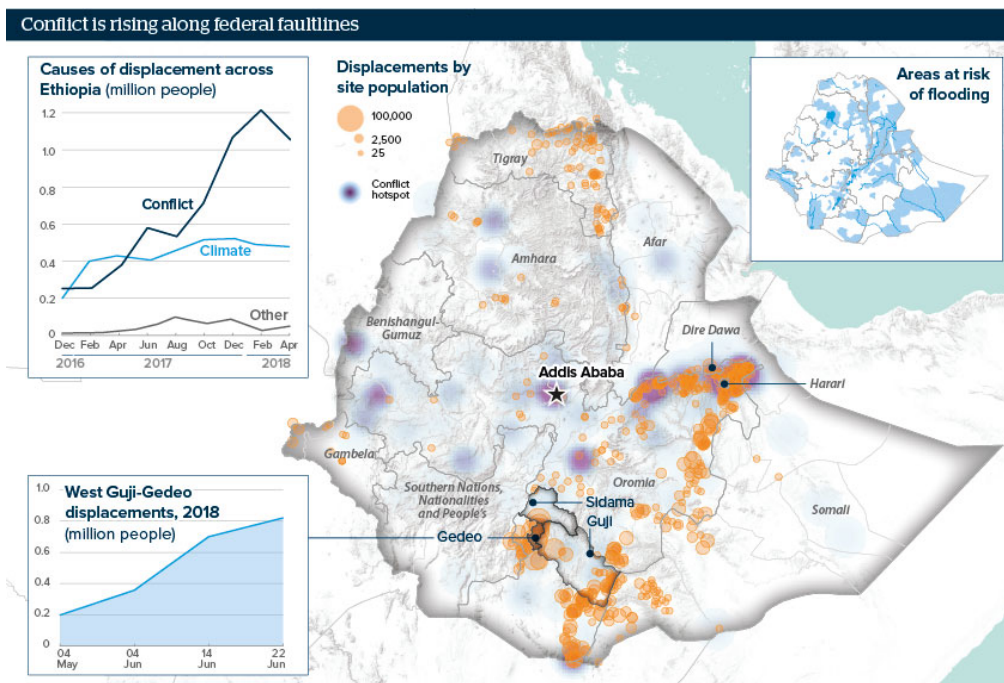 Conflict is rising along federal faultlines
Causes of displacement across
Ethiopia (million people)
1.2
1.0
0.8
0.6
0.4
0.2
0
Conflict
Climate
Other
Dec Feb Apr Jun Aug Oct Dec Feb Apr
2016 2017 2018
Displacements by
site population
100,000
2,500
25
Conflict
hotspot
Areas at risk
of flooding
Tigray
Afar
Amhara
Benishangul-
Gumuz
Dire Dawa
Addis Ababa
Harari
Gambela
Southern Nations,
Nationalities
and People's
Oromia
Sidama
Guji
Gedeo
Somali
West Guji-Gedeo
displacements, 2018
(million people)
1.0
0.8
0.6
0.4
0.2
0
04
May
04
Jun
14
Jun
22
Jun